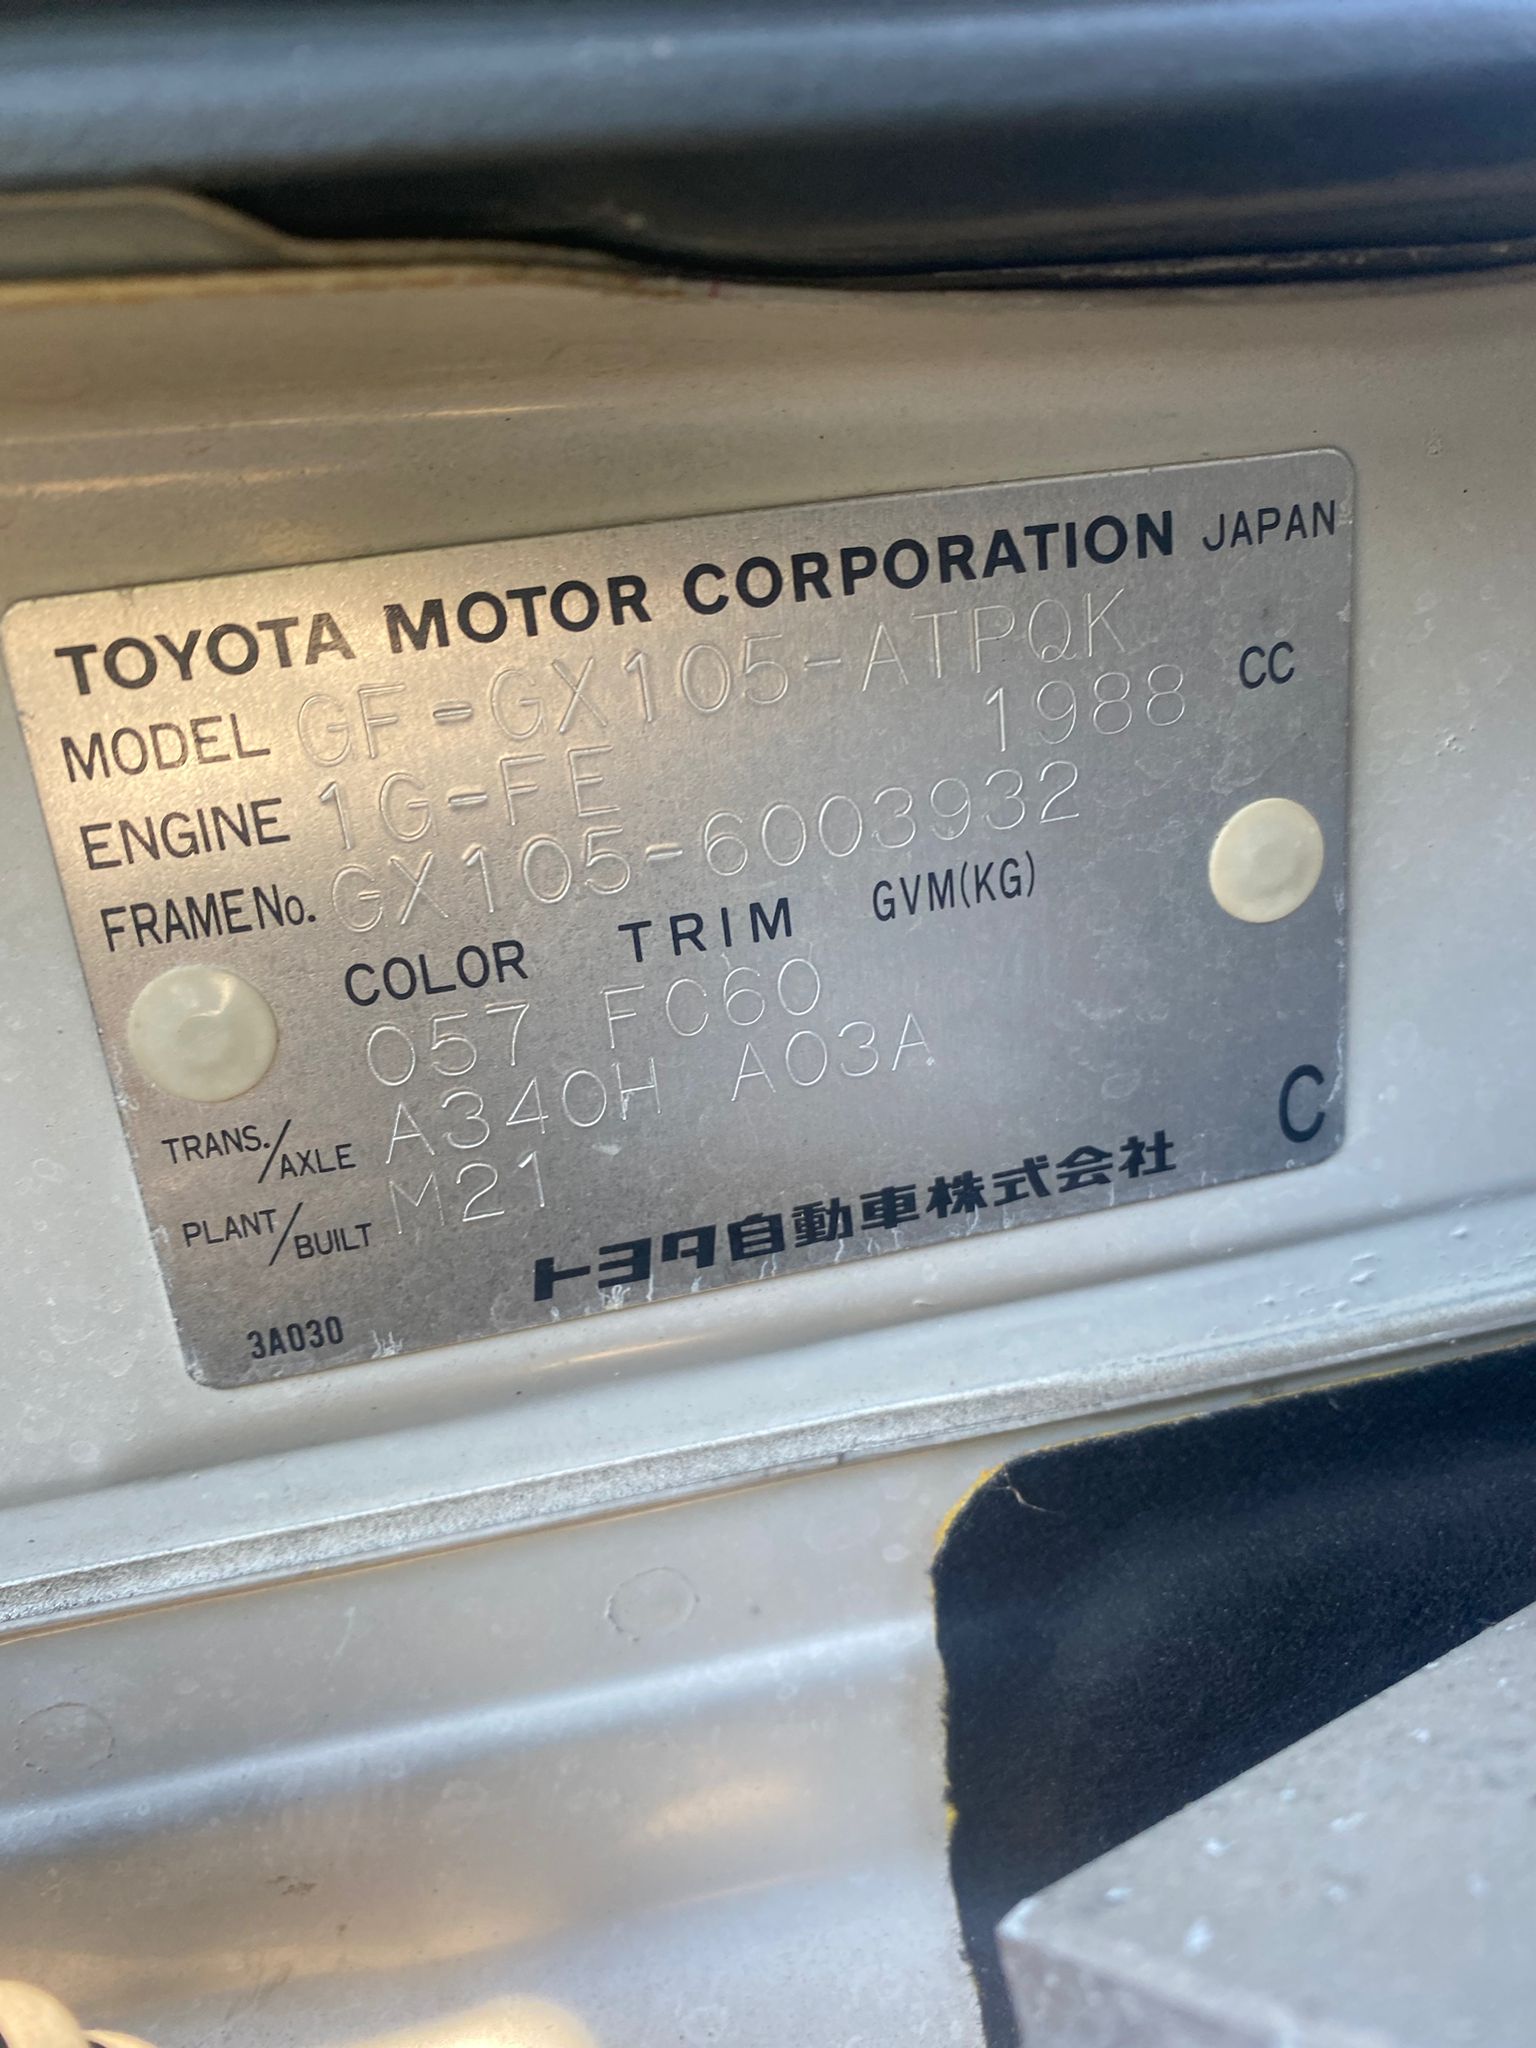 TOYOTA MOTOR CORPORATION JAPAN
MODEL GF-GX105-ATPQK
ENGINE 1G-FE 1988 CC
FRAME No. GX105-6003932
COLOR TRIM GVM(KG)
057 FC60
TRANS./AXLE A340H A03A
PLANT/BUILT M21
C
トヨタ自動車株式会社
3A030